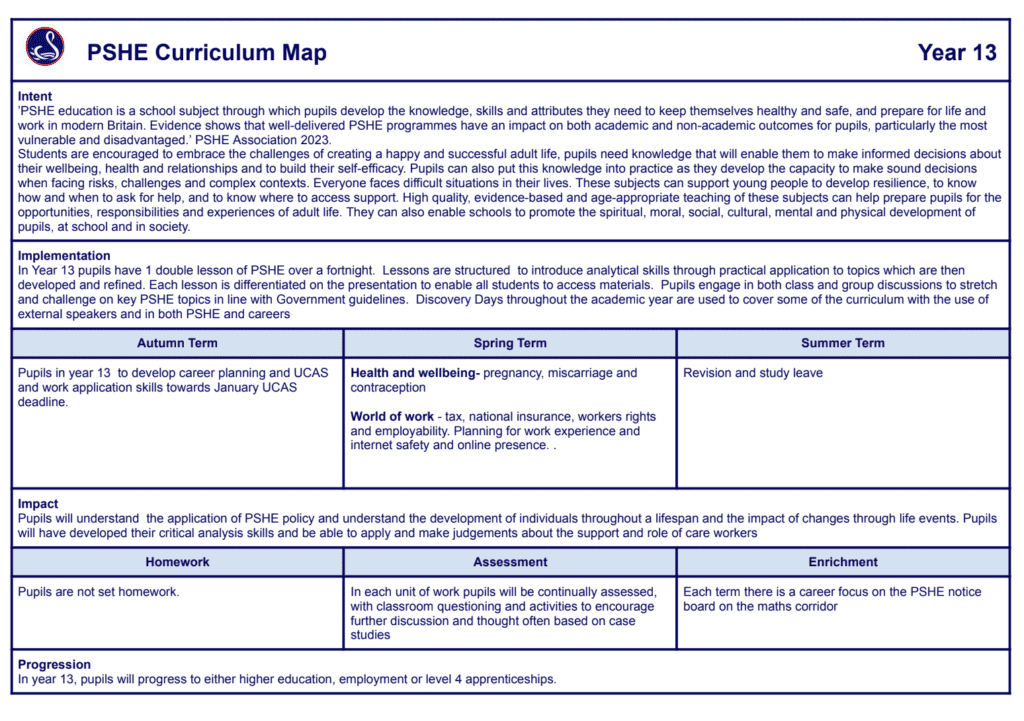 PSHE Curriculum Map
Year 13
Intent
'PSHE education is a school subject through which pupils develop the knowledge, skills and attributes they need to keep themselves healthy and safe, and prepare for life and
work in modern Britain. Evidence shows that well-delivered PSHE programmes have an impact on both academic and non-academic outcomes for pupils, particularly the most
vulnerable and disadvantaged.' PSHE Association 2023.
Students are encouraged to embrace the challenges of creating a happy and successful adult life, pupils need knowledge that will enable them to make informed decisions about
their wellbeing, health and relationships and to build their self-efficacy. Pupils can also put this knowledge into practice as they develop the capacity to make sound decisions
when facing risks, challenges and complex contexts. Everyone faces difficult situations in their lives. These subjects can support young people to develop resilience, to know
how and when to ask for help, and to know where to access support. High quality, evidence-based and age-appropriate teaching of these subjects can help prepare pupils for the
opportunities, responsibilities and experiences of adult life. They can also enable schools to promote the spiritual, moral, social, cultural, mental and physical development of
pupils, at school and in society.
Implementation
In Year 13 pupils have 1 double lesson of PSHE over a fortnight. Lessons are structured to introduce analytical skills through practical application to topics which are then
developed and refined. Each lesson is differentiated on the presentation to enable all students to access materials. Pupils engage in both class and group discussions to stretch
and challenge on key PSHE topics in line with Government guidelines. Discovery Days throughout the academic year are used to cover some of the curriculum with the use of
external speakers and in both PSHE and careers
Autumn Term
Spring Term
Summer Term
Pupils in year 13 to develop career planning and UCAS
and work application skills towards January UCAS
deadline.
Health and wellbeing- pregnancy, miscarriage and
contraception
World of work - tax, national insurance, workers rights
and employability. Planning for work experience and
internet safety and online presence. .
Revision and study leave
Impact
Pupils will understand the application of PSHE policy and understand the development of individuals throughout a lifespan and the impact of changes through life events. Pupils
will have developed their critical analysis skills and be able to apply and make judgements about the support and role of care workers
Homework
Assessment
Enrichment
Pupils are not set homework.
In each unit of work pupils will be continually assessed,
with classroom questioning and activities to encourage
further discussion and thought often based on case
studies
Each term there is a career focus on the PSHE notice
board on the maths corridor
Progression
In year 13, pupils will progress to either higher education, employment or level 4 apprenticeships.